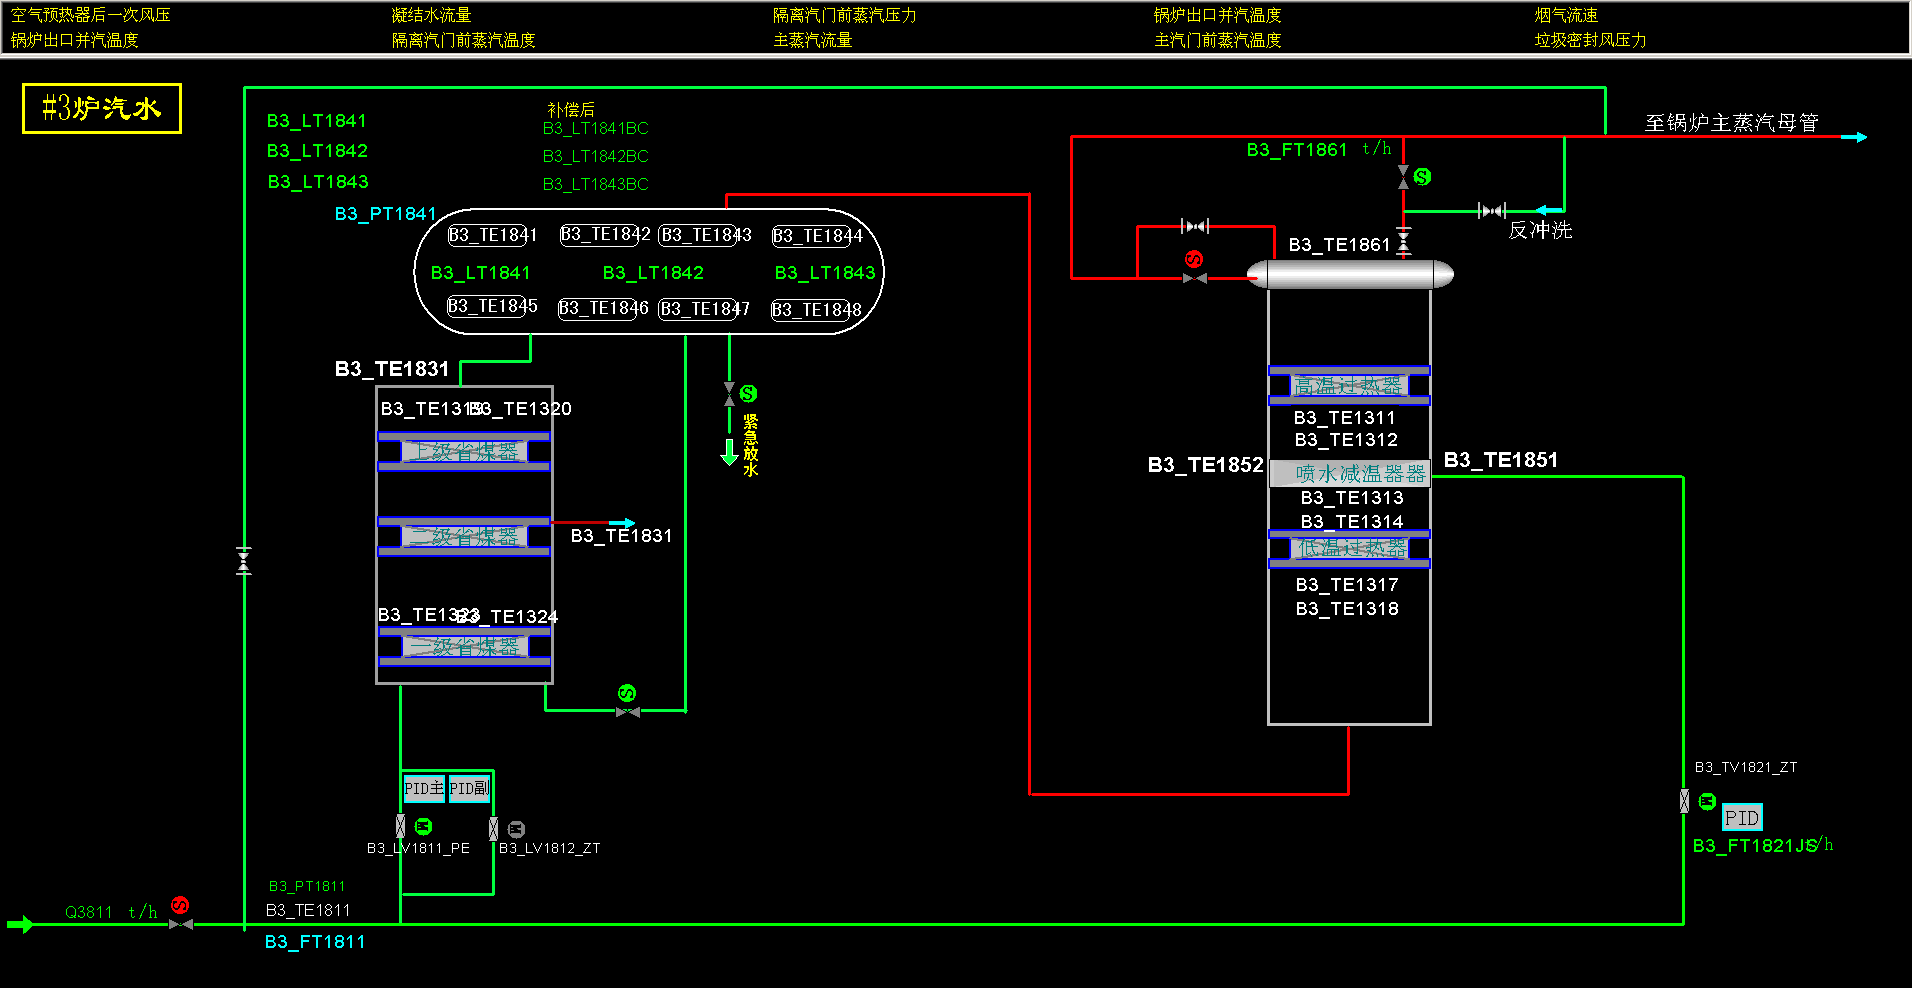 空气预热器后一次风压
凝结水流量
隔离汽门前蒸汽压力
锅炉出口并汽温度
烟气流速
锅炉出口并汽温度
隔离汽门前蒸汽温度
主蒸汽流量
主汽门前蒸汽温度
垃圾密封风压力
#3炉汽水
B3_LT1841
B3_LT1842
B3_LT1843
补偿后
B3_LT1841BC
B3_LT1842BC
B3_LT1843BC
B3_PT1841
B3_TE1841
B3_TE1842
B3_TE1843
B3_TE1844
B3_LT1841
B3_LT1842
B3_LT1843
B3_TE1845
B3_TE1846
B3_TE1847
B3_TE1848
至锅炉主蒸汽母管
B3_FT1861 t/h
S
反冲洗
B3_TE1861
S
B3_TE1831
B3_TE1319
B3_TE1320
S
紧急放水
三级省煤器
二级省煤器
B3_TE1831
B3_TE1323
B3_TE1324
一级省煤器
S
高温过热器
B3_TE1311
B3_TE1312
B3_TE1852
喷水减温器器
B3_TE1851
B3_TE1313
B3_TE1314
低温过热器
B3_TE1317
B3_TE1318
PID主
PID副
M
M
B3_LV1811_PE
B3_LV1812_ZT
B3_TV1821_ZT
M
PID
B3_FT1821JS t/h
Q3811 t/h
S
B3_PT1811
B3_TE1811
B3_FT1811